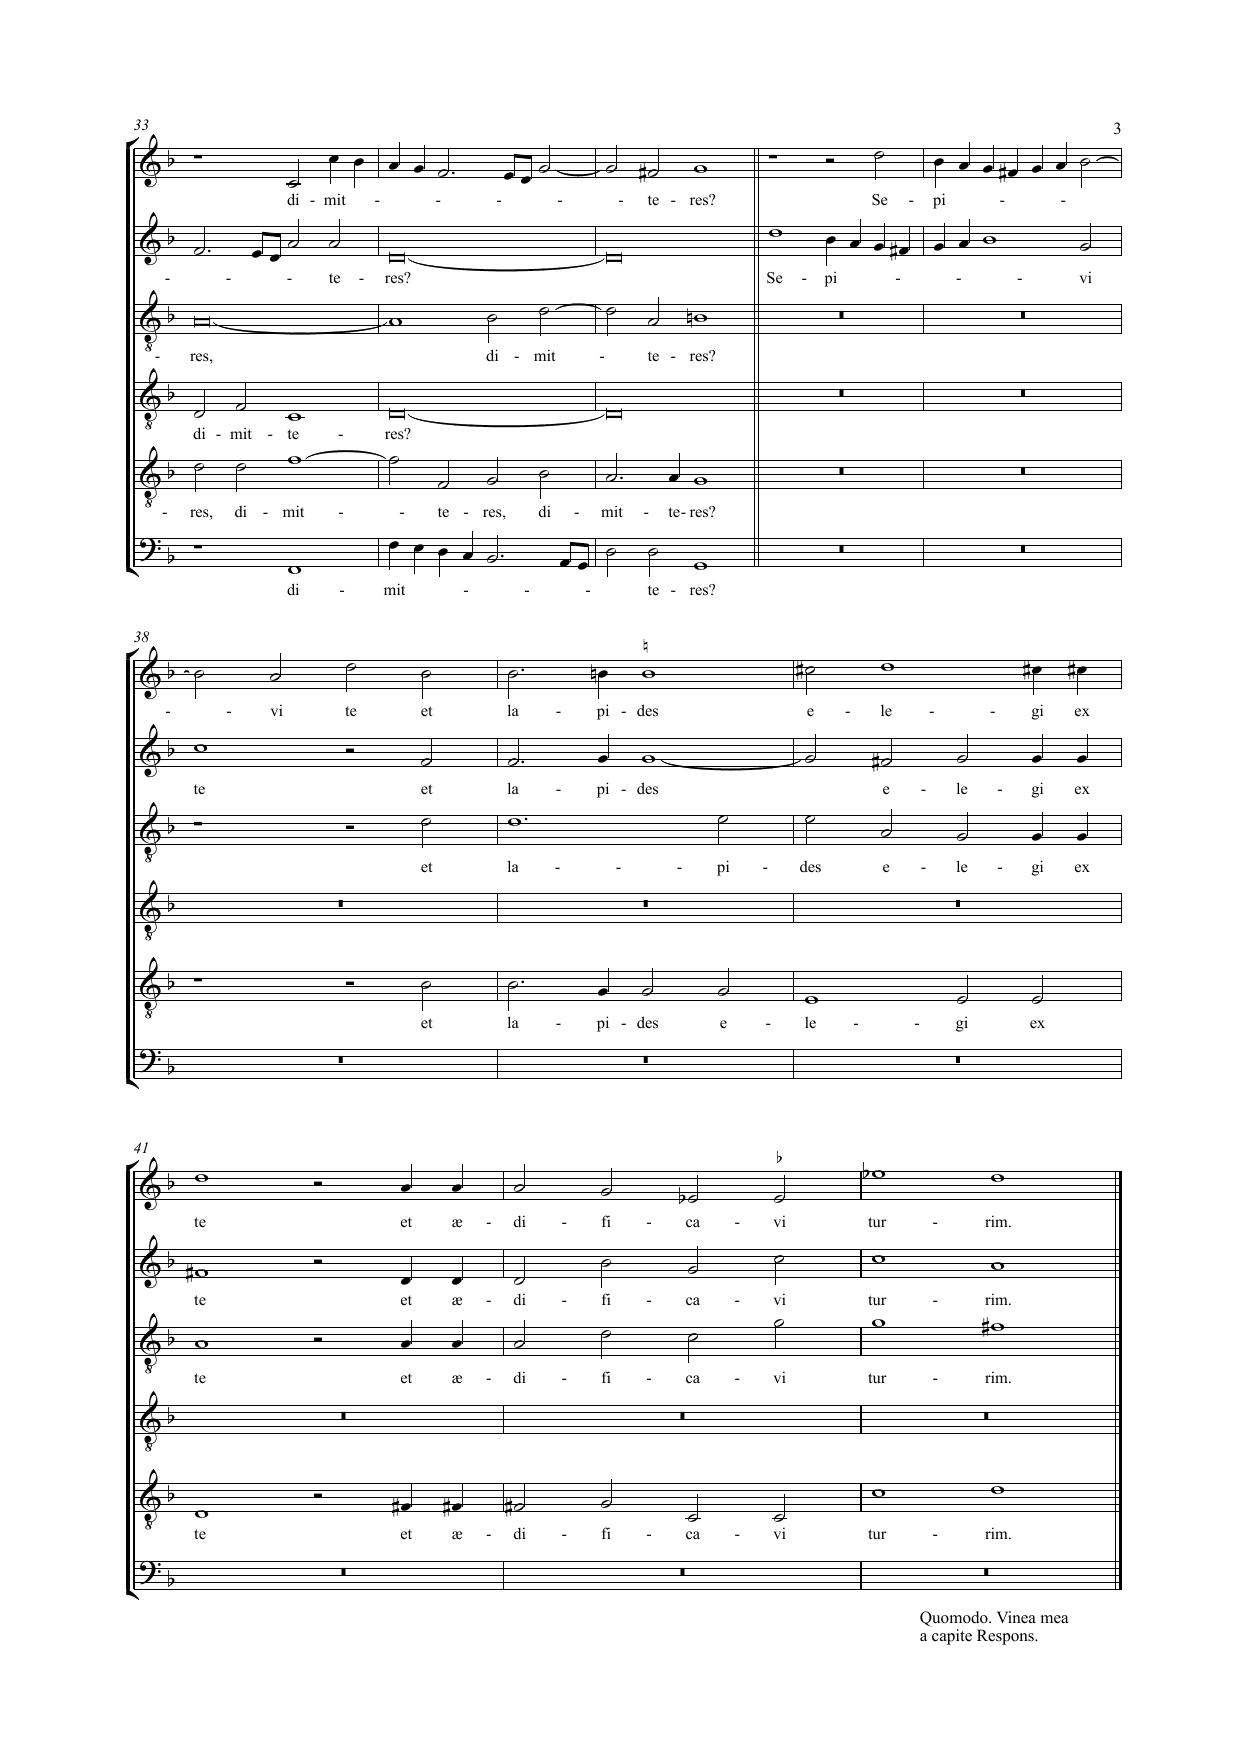 33
3
di - mit - - - - - te - res?
Se - pi - - -
- - - te - res?
Se - pi - - - vi
- res, di - mit - te - res?
di - mit - te - res?
- res, di - mit - - te - res, di - mit - te - res?
di - mit - - - te - res?
38
- - vi te et la - pi - des e - le - - gi ex
te et la - pi - des e - le - gi ex
et la - - - pi - des e - le - gi ex
et la - pi - des e - le - - gi ex
41
te et æ - di - fi - ca - vi tur - rim.
te et æ - di - fi - ca - vi tur - rim.
te et æ - di - fi - ca - vi tur - rim.
te et æ - di - fi - ca - vi tur - rim.
Quomodo. Vinea mea
a capite Respons.